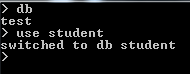 > db
test
> use student
switched to db student
>